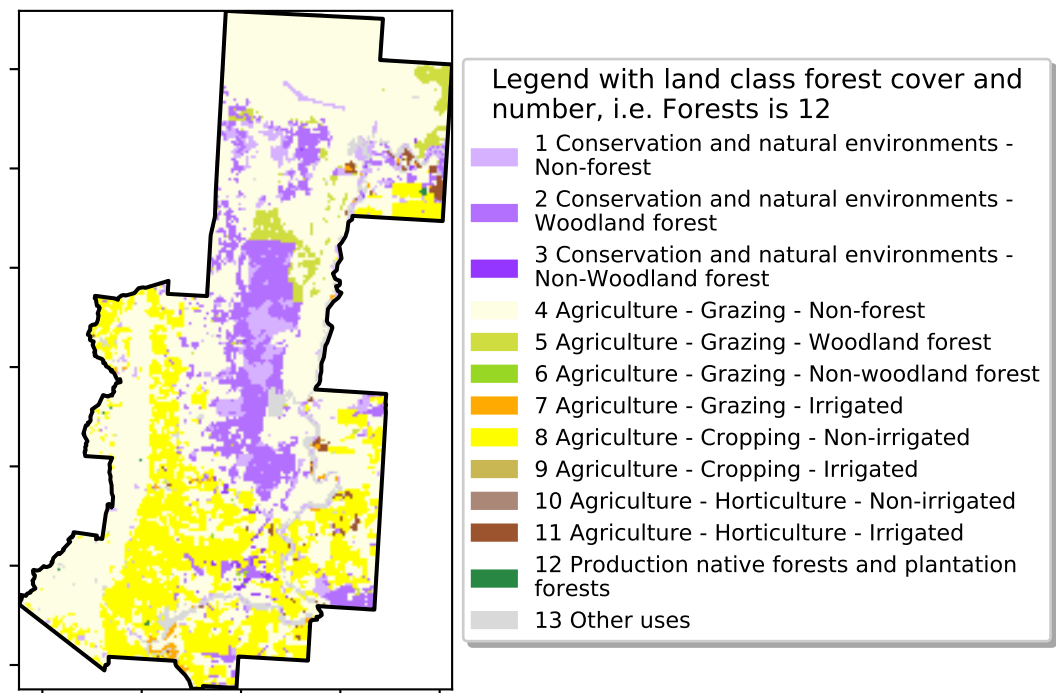 Legend with land class forest cover and
number, i.e. Forests is 12
1 Conservation and natural environments -
Non-forest
2 Conservation and natural environments -
Woodland forest
3 Conservation and natural environments -
Non-Woodland forest
4 Agriculture - Grazing - Non-forest
5 Agriculture - Grazing - Woodland forest
6 Agriculture - Grazing - Non-woodland forest
7 Agriculture - Grazing - Irrigated
8 Agriculture - Cropping - Non-irrigated
9 Agriculture - Cropping - Irrigated
10 Agriculture - Horticulture - Non-irrigated
11 Agriculture - Horticulture - Irrigated
12 Production native forests and plantation
forests
13 Other uses